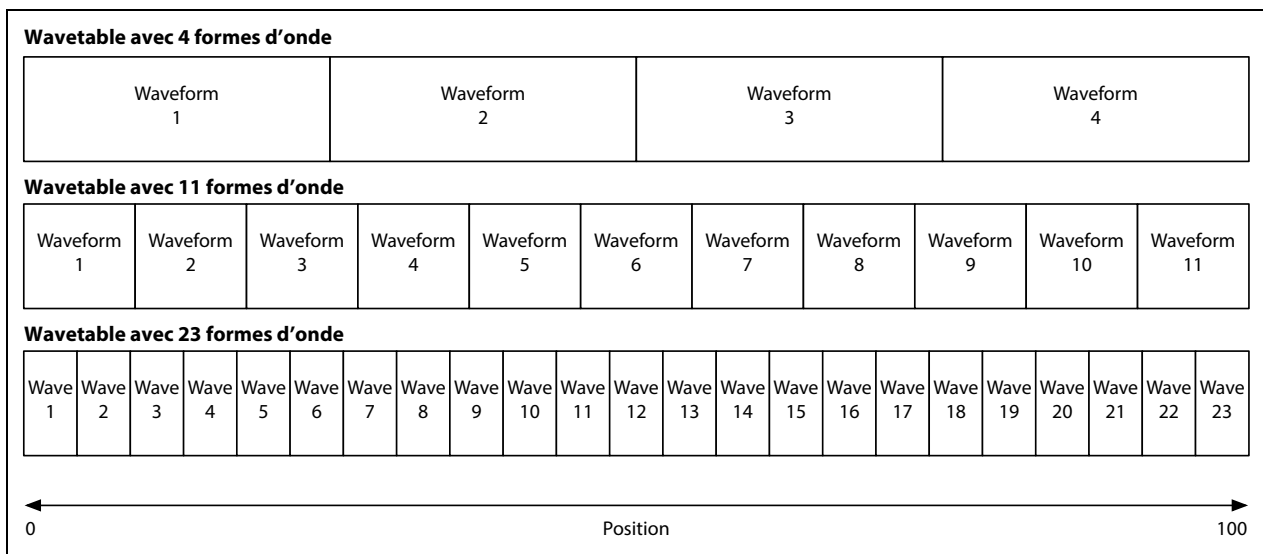 Wavetable avec 4 formes d’onde
Waveform Waveform Waveform Waveform
1 2 3 4
Wavetable avec 11 formes d’onde
Waveform Waveform Waveform Waveform Waveform Waveform Waveform Waveform Waveform Waveform Waveform
1 2 3 4 5 6 7 8 9 10 11
Wavetable avec 23 formes d’onde
Wave Wave Wave Wave Wave Wave Wave Wave Wave Wave Wave Wave Wave Wave Wave Wave Wave Wave Wave Wave Wave Wave Wave
1 2 3 4 5 6 7 8 9 10 11 12 13 14 15 16 17 18 19 20 21 22 23
0 Position 100